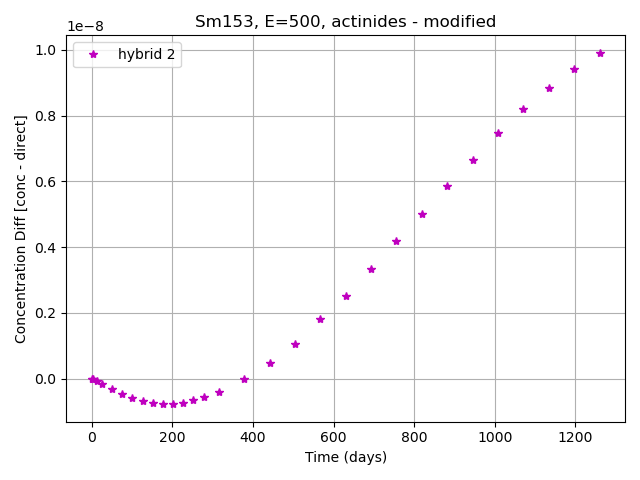 Sm153, E=500, actinides - modified
1e−8
hybrid 2
1.0
0.8
0.6
0.4
0.2
0.0
Concentration Diff [conc - direct]
0 200 400 600 800 1000 1200
Time (days)